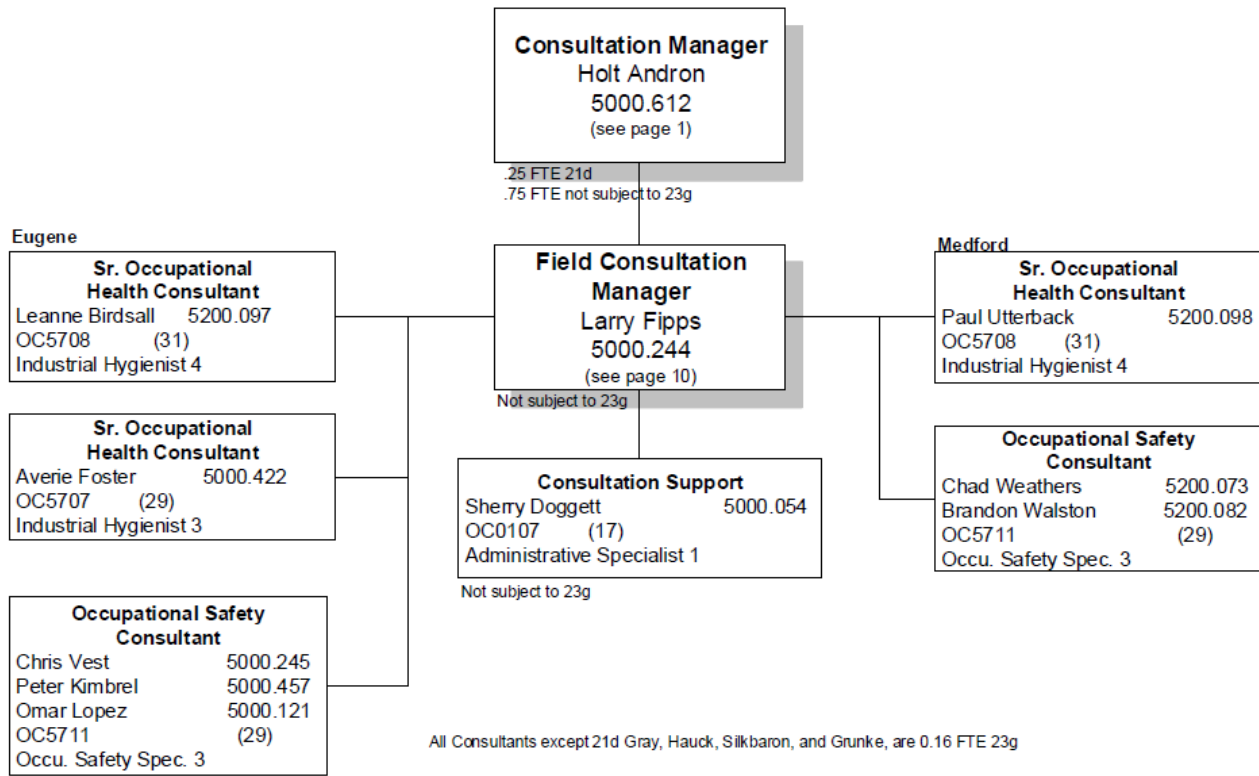 Consultation Manager
Holt Andron
5000.612
(see page 1)
.25 FTE 21d
.75 FTE not subject to 23g
Field Consultation
Manager
Larry Fipps
5000.244
(see page 10)
Not subject to 23g
Consultation Support
Sherry Doggett 5000.054
OC0107 (17)
Administrative Specialist 1
Not subject to 23g
Eugene
Sr. Occupational
Health Consultant
Leanne Birdsall 5200.097
OC5708 (31)
Industrial Hygienist 4
Sr. Occupational
Health Consultant
Averie Foster 5000.422
OC5707 (29)
Industrial Hygienist 3
Occupational Safety
Consultant
Chris Vest 5000.245
Peter Kimbrel 5000.457
Omar Lopez 5000.121
OC5711 (29)
Occu. Safety Spec. 3
Medford
Sr. Occupational
Health Consultant
Paul Utterback 5200.098
OC5708 (31)
Industrial Hygienist 4
Occupational Safety
Consultant
Chad Weathers 5200.073
Brandon Walston 5200.082
OC5711 (29)
Occu. Safety Spec. 3
All Consultants except 21d Gray, Hauck, Silkbaron, and Grunke, are 0.16 FTE 23g